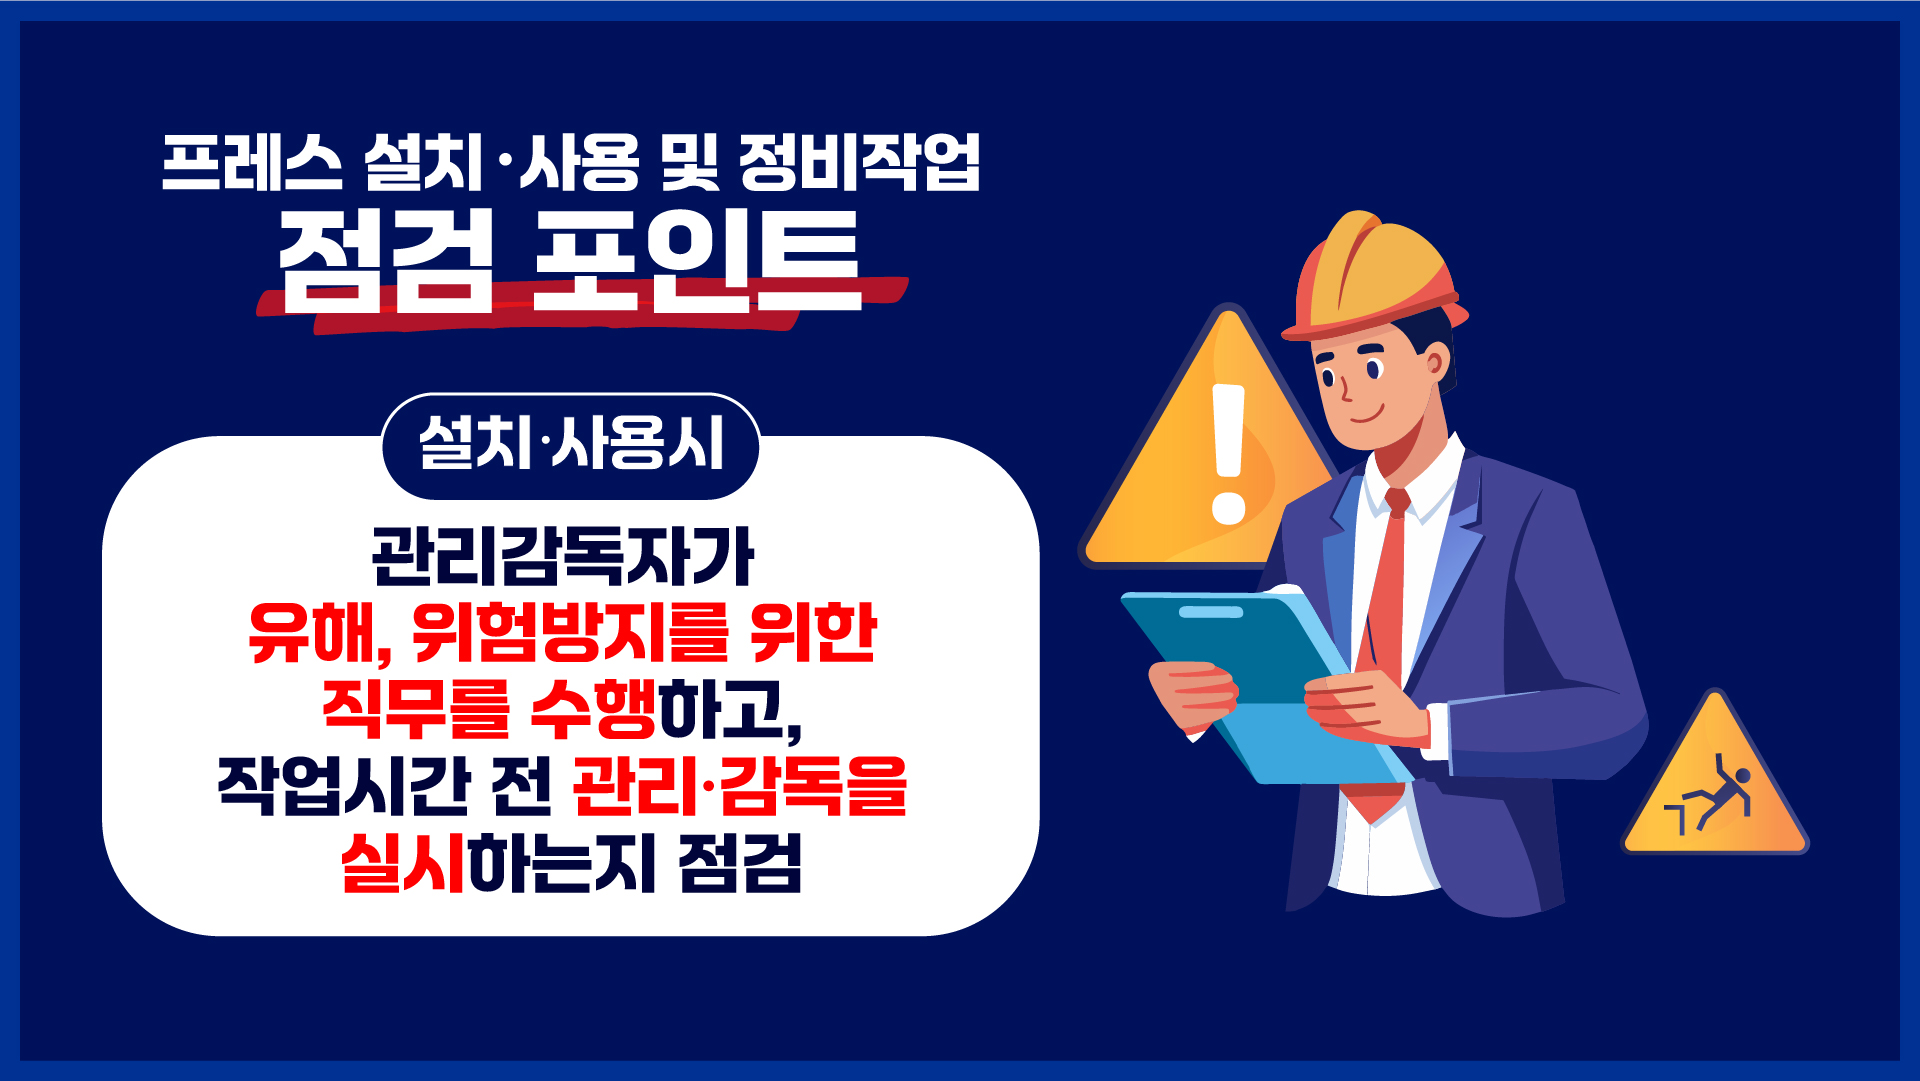 프레스 설치·사용 및 정비작업
점검 포인트
설치·사용시
관리감독자가
유해, 위험방지를 위한
직무를 수행하고,
작업시간 전 관리·감독을
실시하는지 점검
!